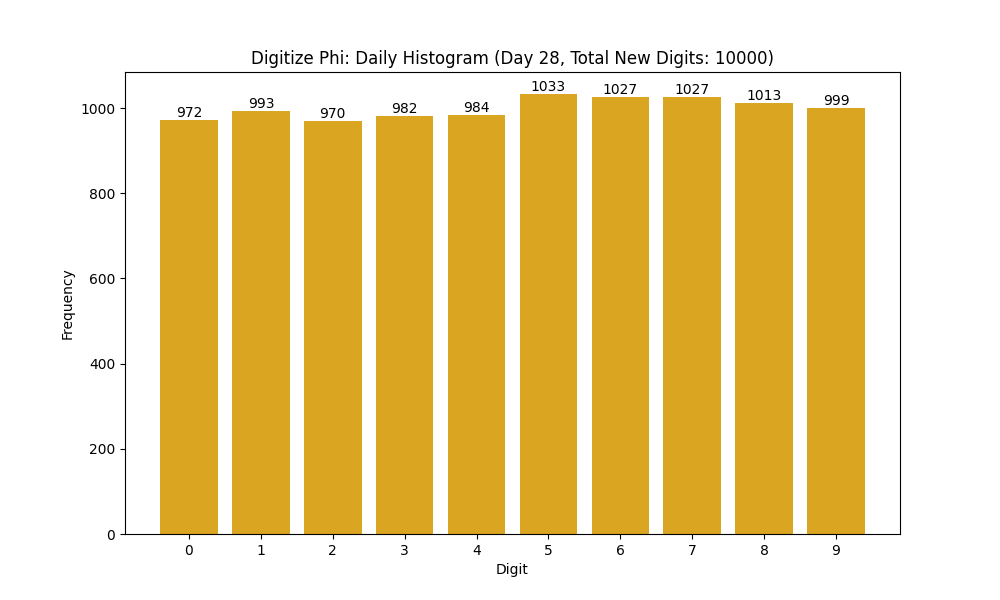 Digitize Phi: Daily Histogram (Day 28, Total New Digits: 10000)
972 993 970 982 984 1033 1027 1027 1013 999
1000
800
600
400
200
0
Frequency
0 1 2 3 4 5 6 7 8 9
Digit